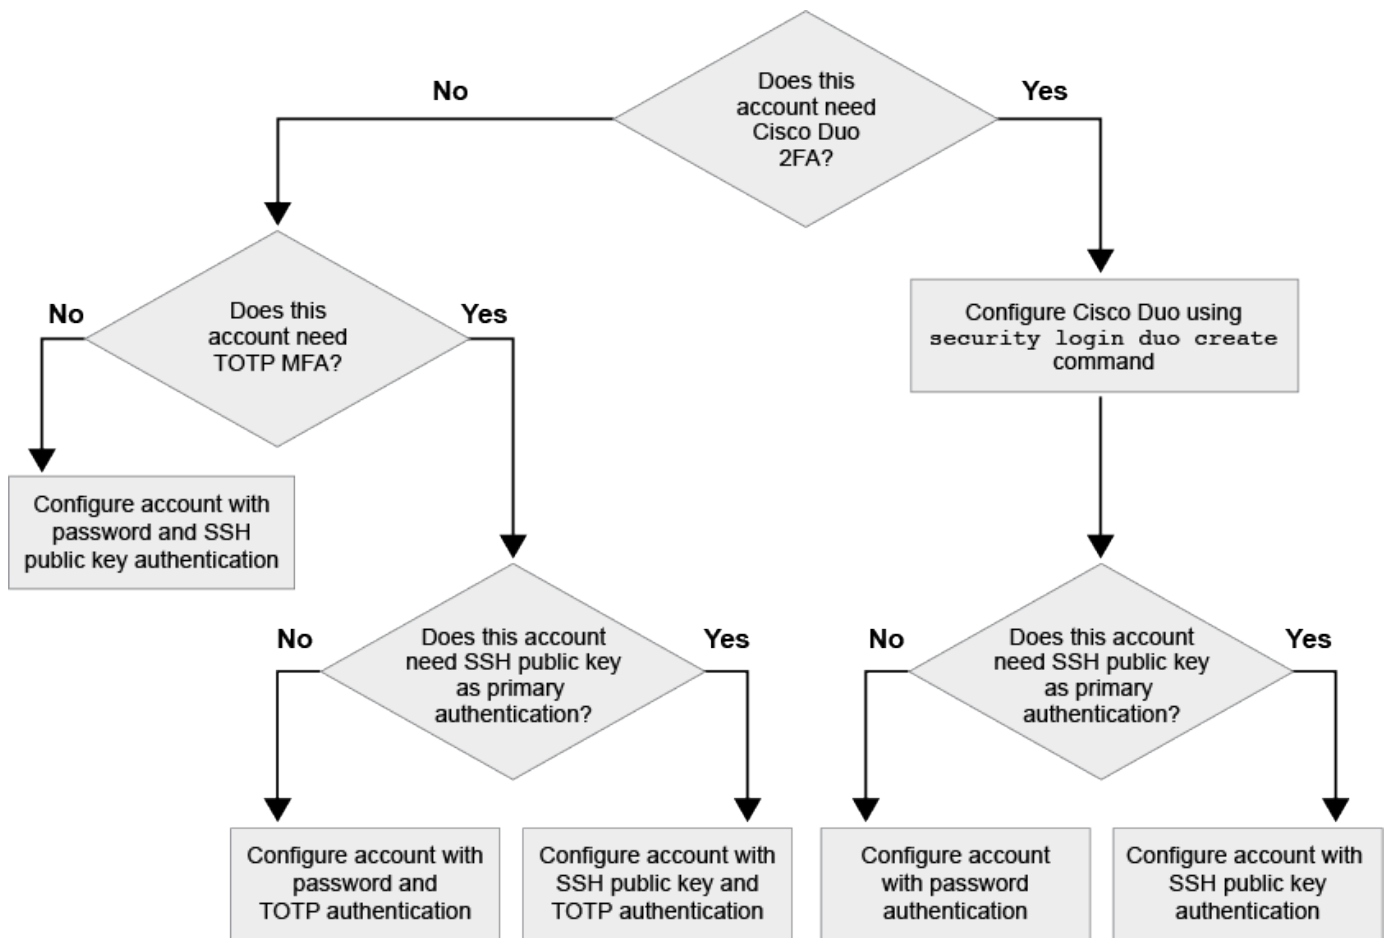 Does this
account need
Cisco Duo
2FA?
No
Yes
Does this
account need
TOTP MFA?
No
Yes
Configure Cisco Duo using
security login duo create
command
Configure account with
password and SSH
public key authentication
Does this account
need SSH public key
as primary
authentication?
No
Yes
Does this account
need SSH public key
as primary
authentication?
No
Yes
Configure account with
password and
TOTP authentication
Configure account with
SSH public key and
TOTP authentication
Configure account
with password
authentication
Configure account with
SSH public key
authentication